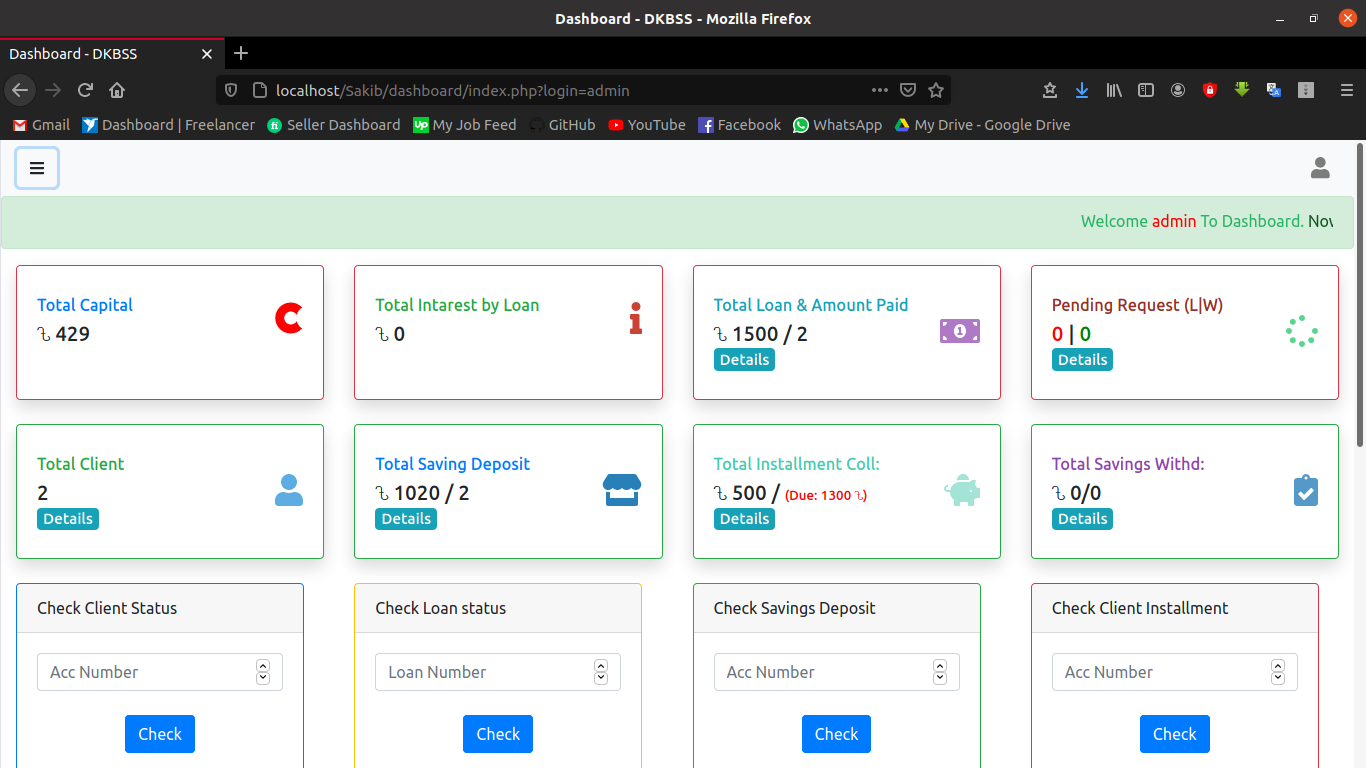 Dashboard - DKBSS - Mozilla Firefox
Dashboard - DKBSS
localhost/Sakib/dashboard/index.php?login=admin
Gmail Dashboard | Freelancer Seller Dashboard My Job Feed GitHub YouTube Facebook WhatsApp My Drive - Google Drive
Welcome admin To Dashboard. Nov
Total Capital
৳ 429
Total Intarest by Loan
৳ 0
Total Loan & Amount Paid
৳ 1500 / 2
Details
Pending Request (L|W)
0 | 0
Details
Total Client
2
Details
Total Saving Deposit
৳ 1020 / 2
Details
Total Installment Coll:
৳ 500 / (Due: 1300 ৳)
Details
Total Savings Withd:
৳ 0/0
Details
Check Client Status
Acc Number
Check
Check Loan status
Loan Number
Check
Check Savings Deposit
Acc Number
Check
Check Client Installment
Acc Number
Check